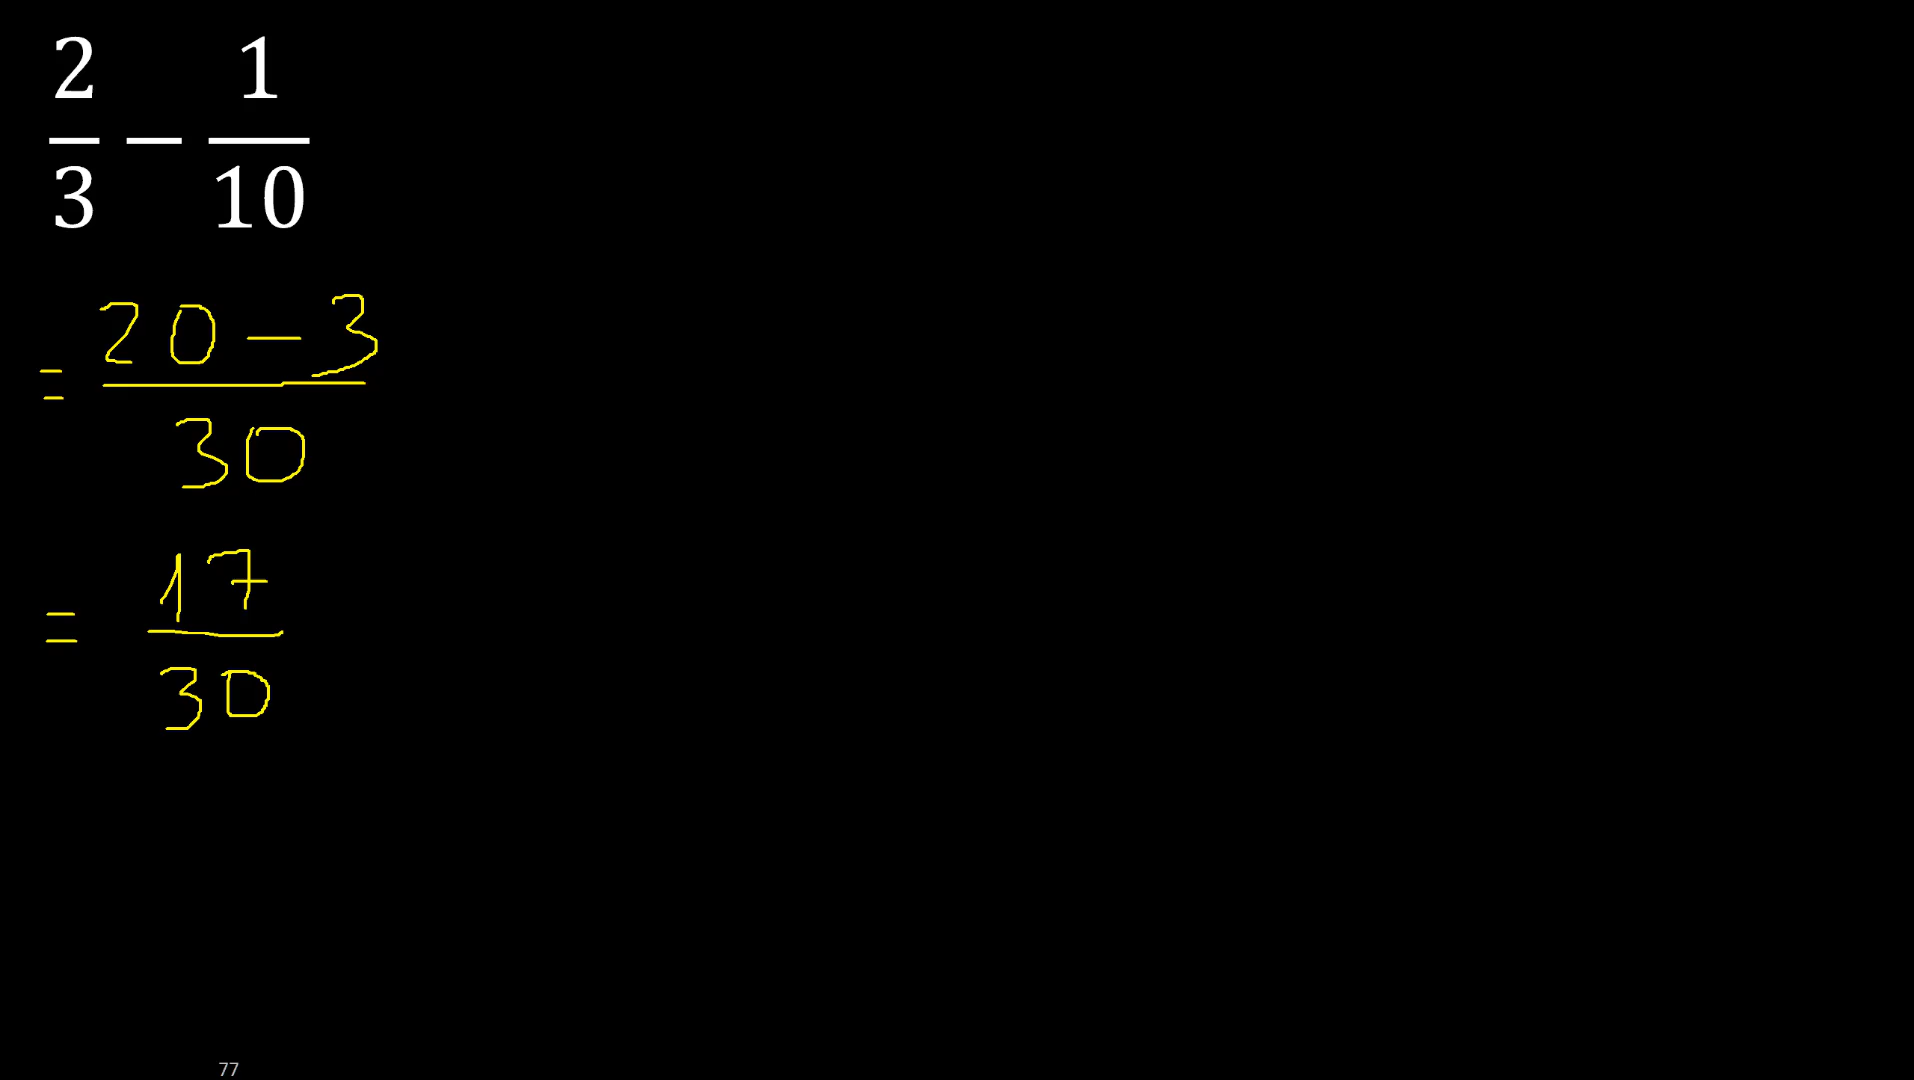 2/3 − 1/10
= 20 − 3 / 30
= 17/30
77